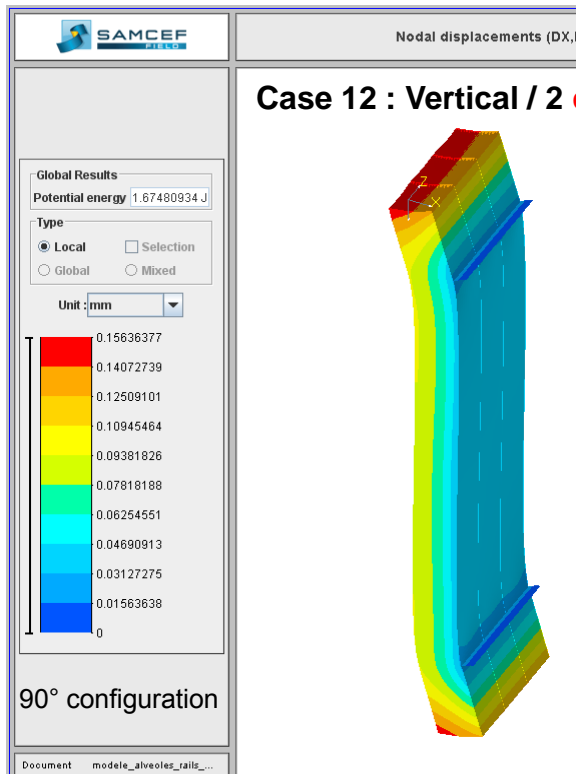 SAMCEF
FIELD
Nodal displacements (DX,
Case 12 : Vertical / 2
Global Results
Potential energy 1.67480934 J
Type
Local Selection
Global Mixed
Unit : mm
0.15636377
0.14072739
0.12509101
0.10945464
0.09381826
0.07818188
0.06254551
0.04690913
0.03127275
0.01563638
0
Z
X
90° configuration
Document modele_alveoles_rails_...